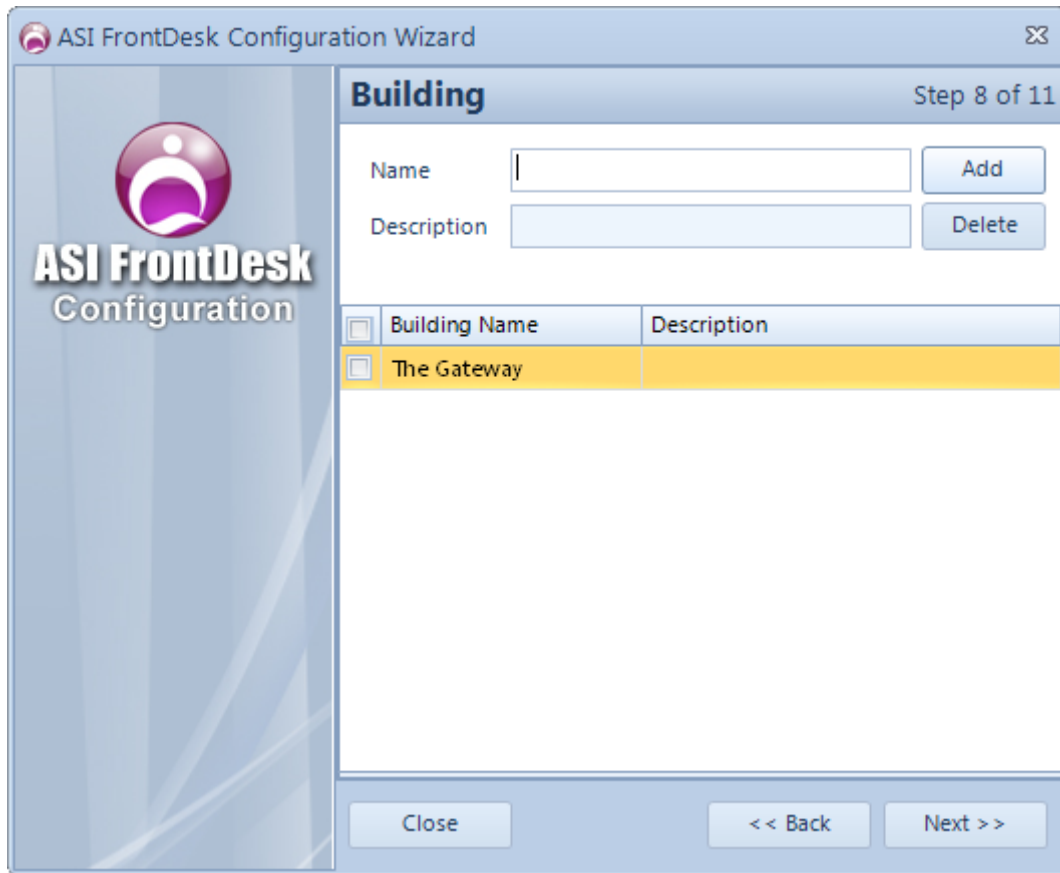 ASI FrontDesk Configuration Wizard
ASI FrontDesk
Configuration
Building Step 8 of 11
Name Add
Description Delete
Building Name Description
The Gateway
Close << Back Next >>